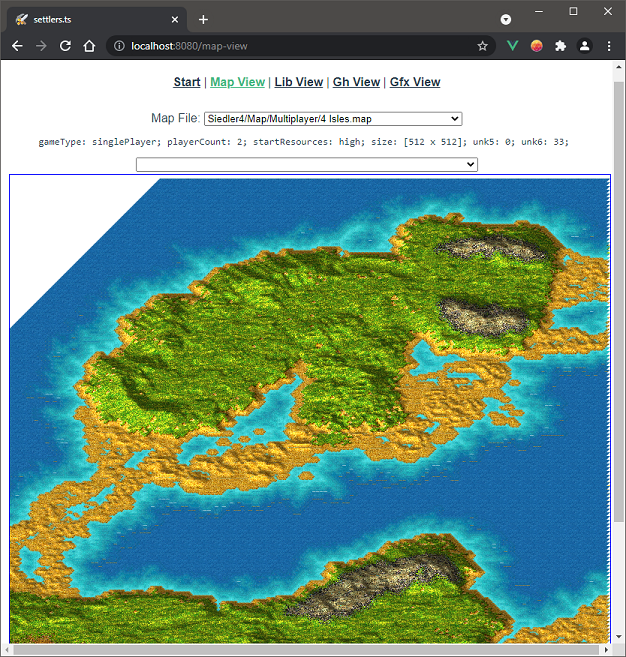 settlers.ts
localhost:8080/map-view
Start | Map View | Lib View | Gh View | Gfx View
Map File: Siedler4/Map/Multiplayer/4 Isles.map
gameType: singlePlayer; playerCount: 2; startResources: high; size: [512 x 512]; unk5: 0; unk6: 33;